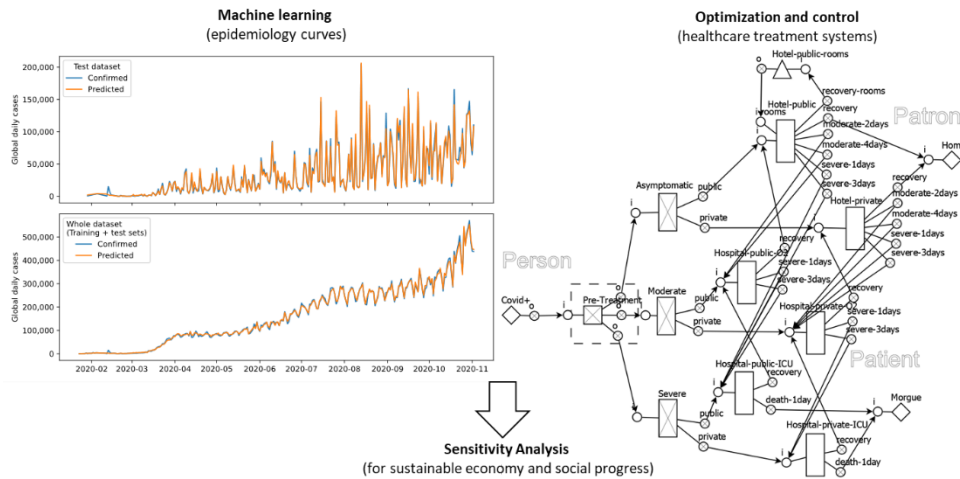 Machine learning
(epidemiology curves)
Test dataset
Confirmed
Predicted
Global daily cases
200,000
150,000
100,000
50,000
0
Whole dataset
(Training + test sets)
Confirmed
Predicted
Global daily cases
500,000
400,000
300,000
200,000
100,000
0
2020-02 2020-03 2020-04 2020-05 2020-06 2020-07 2020-08 2020-09 2020-10 2020-11
Optimization and control
(healthcare treatment systems)
Hotel-public-rooms
o
i
recovery-rooms
i
rooms
Hotel-public
recovery
Patron
i
moderate-2days
moderate-4days
i
Hom
severe-1days
severe-3days
recovery
Asymptomatic
public
i
private
i
Hotel-private
moderate-2days
moderate-4days
severe-1days
severe-3days
Person
recovery
Hospital-public-O2
severe-1days
severe-3days
i
Covid+
o
i
Pre-Treatment
o
o
o
i
Moderate
public
private
i
Hospital-private-
severe-1days
severe-3days
Patient
Hospital-public-ICU
recovery
i
death-1day
i
Severe
public
private
i
Morgue
Hospital-private-ICU
i
recovery
death-1day
Sensitivity Analysis
(for sustainable economy and social progress)